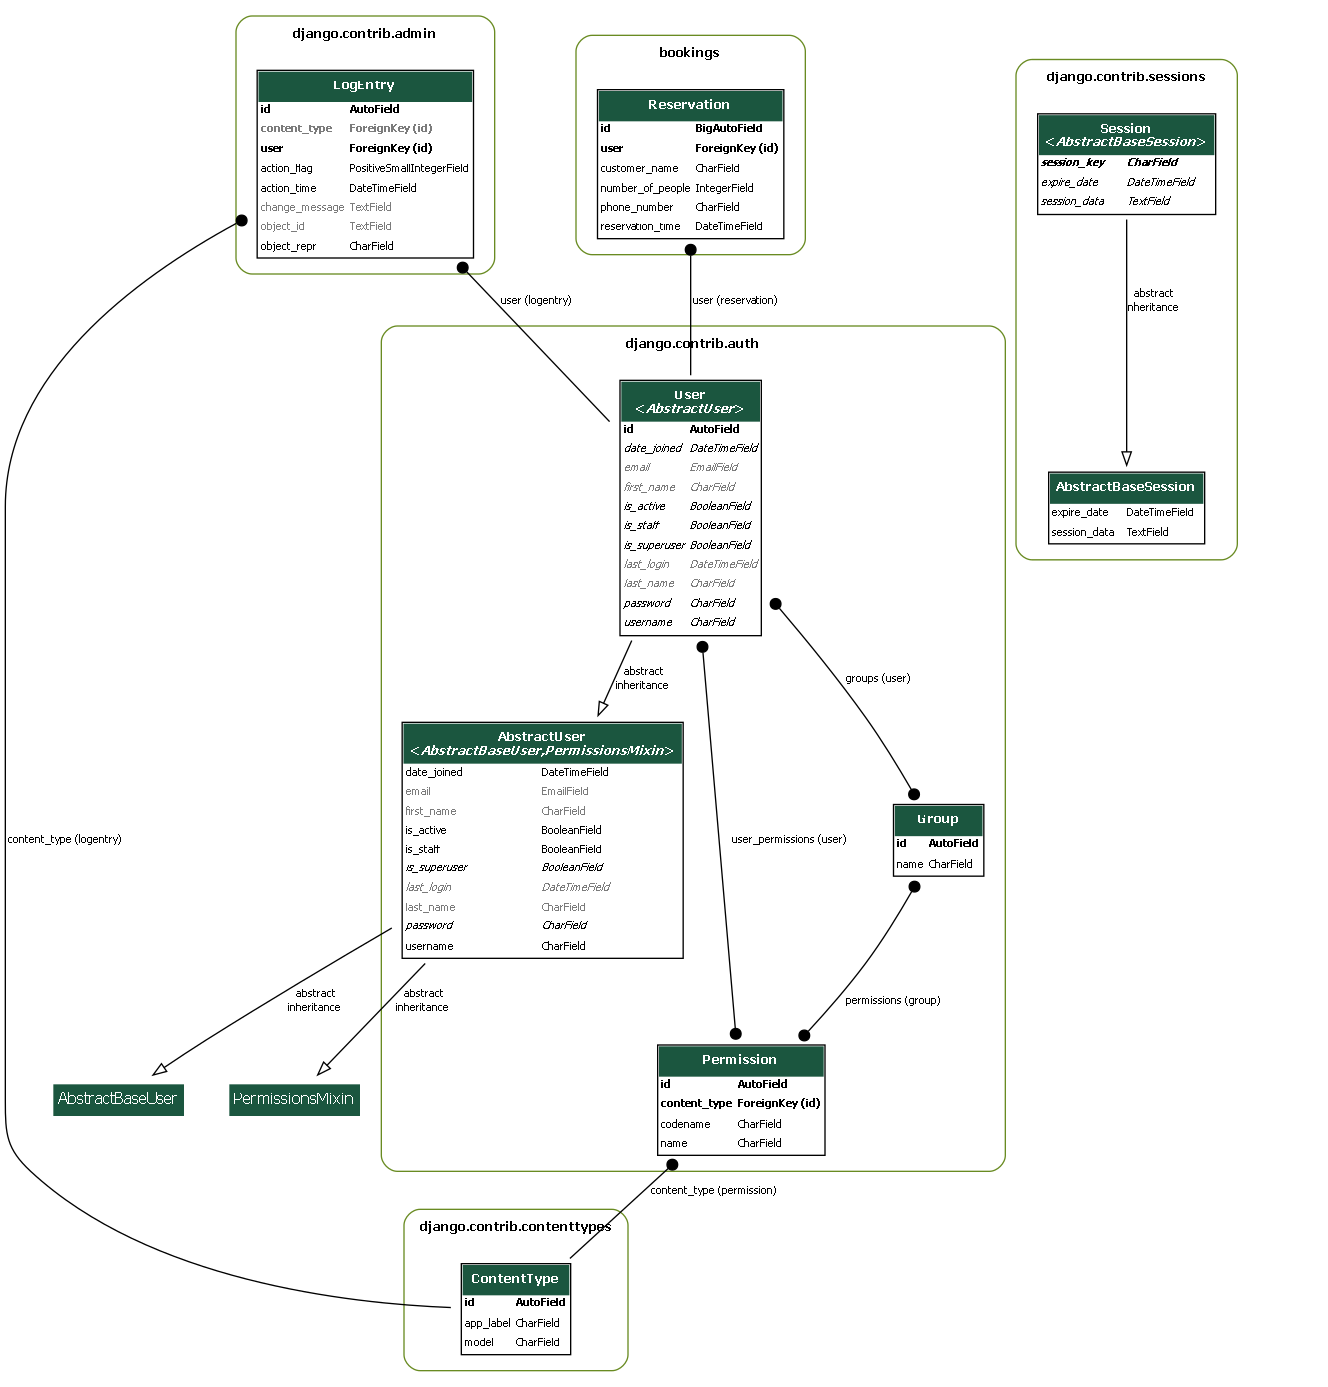 django.contrib.admin
LogEntry
id AutoField
content_type ForeignKey (id)
user ForeignKey (id)
action_flag PositiveSmallIntegerField
action_time DateTimeField
change_message TextField
object_id TextField
object_repr CharField
bookings
Reservation
id BigAutoField
user ForeignKey (id)
customer_name CharField
number_of_people IntegerField
phone_number CharField
reservation_time DateTimeField
django.contrib.sessions
Session
<AbstractBaseSession>
session_key CharField
expire_date DateTimeField
session_data TextField
abstract
inheritance
AbstractBaseSession
expire_date DateTimeField
session_data TextField
user (logentry)
user (reservation)
django.contrib.auth
User
<AbstractUser>
id AutoField
date_joined DateTimeField
email EmailField
first_name CharField
is_active BooleanField
is_staff BooleanField
is_superuser BooleanField
last_login DateTimeField
last_name CharField
password CharField
username CharField
abstract
inheritance
groups (user)
AbstractUser
<AbstractBaseUser,PermissionsMixin>
date_joined DateTimeField
email EmailField
first_name CharField
is_active BooleanField
is_staff BooleanField
is_superuser BooleanField
last_login DateTimeField
last_name CharField
password CharField
username CharField
content_type (logentry)
user_permissions (user)
Group
id AutoField
name CharField
abstract
inheritance
abstract
inheritance
permissions (group)
AbstractBaseUser
PermissionsMixin
Permission
id AutoField
content_type ForeignKey (id)
codename CharField
name CharField
content_type (permission)
django.contrib.contenttypes
ContentType
id AutoField
app_label CharField
model CharField